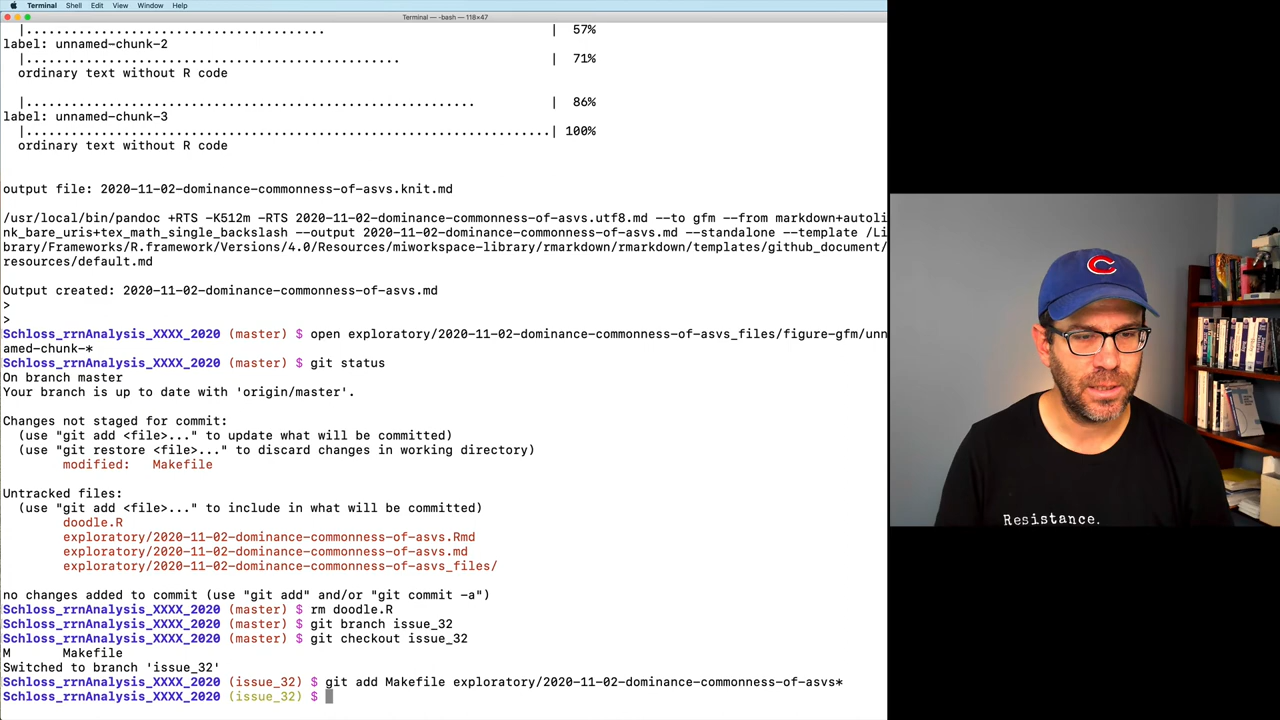 Terminal Shell Edit View Window Help
Terminal — -bash — 118×47
|....................................... | 57%
label: unnamed-chunk-2
|................................................. | 71%
ordinary text without R code
|........................................................... | 86%
label: unnamed-chunk-3
|.....................................................................| 100%
ordinary text without R code
output file: 2020-11-02-dominance-commonness-of-asvs.knit.md
/usr/local/bin/pandoc +RTS -K512m -RTS 2020-11-02-dominance-commonness-of-asvs.utf8.md --to gfm --from markdown+autoli
nk_bare_uris+tex_math_single_backslash --output 2020-11-02-dominance-commonness-of-asvs.md --standalone --template /Li
brary/Frameworks/R.framework/Versions/4.0/Resources/miworkspace-library/rmarkdown/rmarkdown/templates/github_document/
resources/default.md
Output created: 2020-11-02-dominance-commonness-of-asvs.md
>
>
Schloss_rrnAnalysis_XXXX_2020 (master) $ open exploratory/2020-11-02-dominance-commonness-of-asvs_files/figure-gfm/unn
amed-chunk-*
Schloss_rrnAnalysis_XXXX_2020 (master) $ git status
On branch master
Your branch is up to date with 'origin/master'.
Changes not staged for commit:
(use "git add <file>..." to update what will be committed)
(use "git restore <file>..." to discard changes in working directory)
modified: Makefile
Untracked files:
(use "git add <file>..." to include in what will be committed)
doodle.R
exploratory/2020-11-02-dominance-commonness-of-asvs.Rmd
exploratory/2020-11-02-dominance-commonness-of-asvs.md
exploratory/2020-11-02-dominance-commonness-of-asvs_files/
no changes added to commit (use "git add" and/or "git commit -a")
Schloss_rrnAnalysis_XXXX_2020 (master) $ rm doodle.R
Schloss_rrnAnalysis_XXXX_2020 (master) $ git branch issue_32
Schloss_rrnAnalysis_XXXX_2020 (master) $ git checkout issue_32
M Makefile
Switched to branch 'issue_32'
Schloss_rrnAnalysis_XXXX_2020 (issue_32) $ git add Makefile exploratory/2020-11-02-dominance-commonness-of-asvs*
Schloss_rrnAnalysis_XXXX_2020 (issue_32) $
C
Resistance.